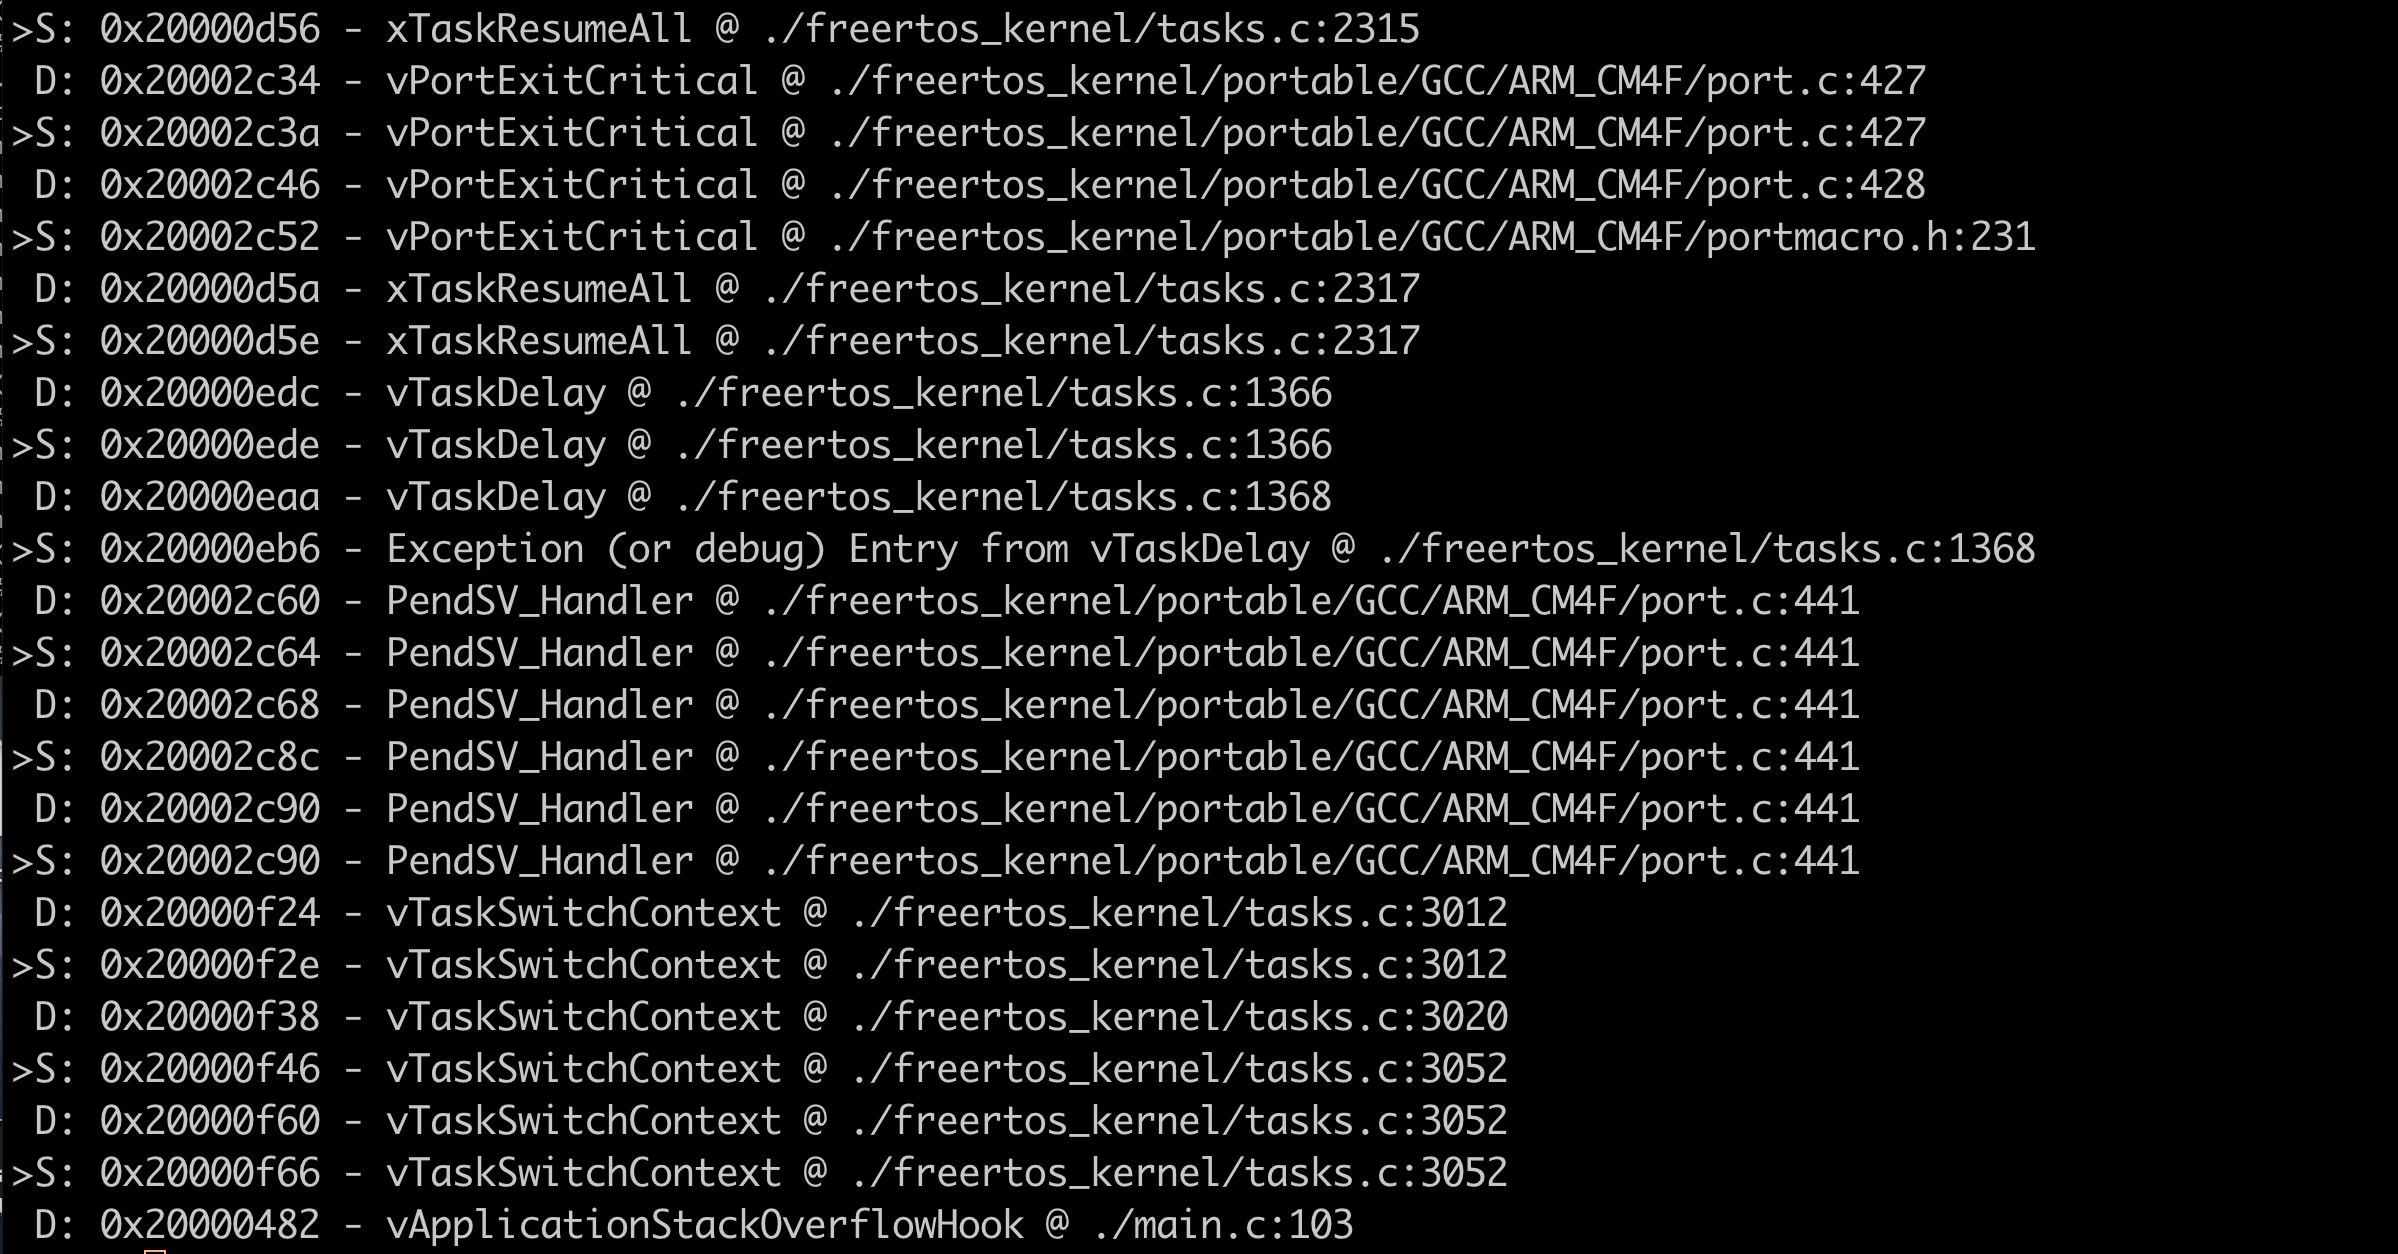 >S: 0x20000d56 - xTaskResumeAll @ ./freertos_kernel/tasks.c:2315
D: 0x20002c34 - vPortExitCritical @ ./freertos_kernel/portable/GCC/ARM_CM4F/port.c:427
>S: 0x20002c3a - vPortExitCritical @ ./freertos_kernel/portable/GCC/ARM_CM4F/port.c:427
D: 0x20002c46 - vPortExitCritical @ ./freertos_kernel/portable/GCC/ARM_CM4F/port.c:428
>S: 0x20002c52 - vPortExitCritical @ ./freertos_kernel/portable/GCC/ARM_CM4F/portmacro.h:231
D: 0x20000d5a - xTaskResumeAll @ ./freertos_kernel/tasks.c:2317
>S: 0x20000d5e - xTaskResumeAll @ ./freertos_kernel/tasks.c:2317
D: 0x20000edc - vTaskDelay @ ./freertos_kernel/tasks.c:1366
>S: 0x20000ede - vTaskDelay @ ./freertos_kernel/tasks.c:1366
D: 0x20000eaa - vTaskDelay @ ./freertos_kernel/tasks.c:1368
>S: 0x20000eb6 - Exception (or debug) Entry from vTaskDelay @ ./freertos_kernel/tasks.c:1368
D: 0x20002c60 - PendSV_Handler @ ./freertos_kernel/portable/GCC/ARM_CM4F/port.c:441
>S: 0x20002c64 - PendSV_Handler @ ./freertos_kernel/portable/GCC/ARM_CM4F/port.c:441
D: 0x20002c68 - PendSV_Handler @ ./freertos_kernel/portable/GCC/ARM_CM4F/port.c:441
>S: 0x20002c8c - PendSV_Handler @ ./freertos_kernel/portable/GCC/ARM_CM4F/port.c:441
D: 0x20002c90 - PendSV_Handler @ ./freertos_kernel/portable/GCC/ARM_CM4F/port.c:441
>S: 0x20002c90 - PendSV_Handler @ ./freertos_kernel/portable/GCC/ARM_CM4F/port.c:441
D: 0x20000f24 - vTaskSwitchContext @ ./freertos_kernel/tasks.c:3012
>S: 0x20000f2e - vTaskSwitchContext @ ./freertos_kernel/tasks.c:3012
D: 0x20000f38 - vTaskSwitchContext @ ./freertos_kernel/tasks.c:3020
>S: 0x20000f46 - vTaskSwitchContext @ ./freertos_kernel/tasks.c:3052
D: 0x20000f60 - vTaskSwitchContext @ ./freertos_kernel/tasks.c:3052
>S: 0x20000f66 - vTaskSwitchContext @ ./freertos_kernel/tasks.c:3052
D: 0x20000482 - vApplicationStackOverflowHook @ ./main.c:103